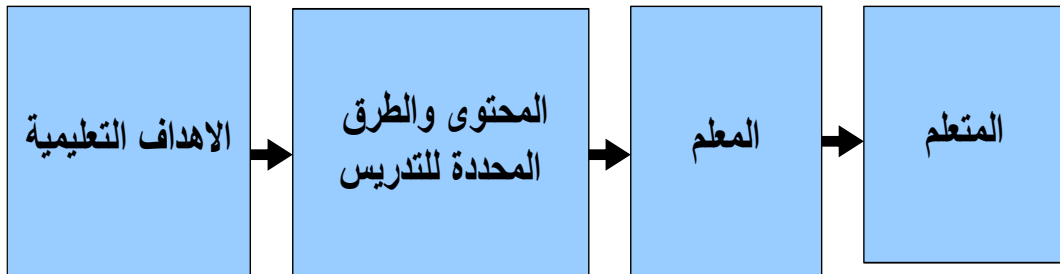 الاهداف التعليمية
المحتوى والطرق
المحددة للتدريس
المعلم
المتعلم